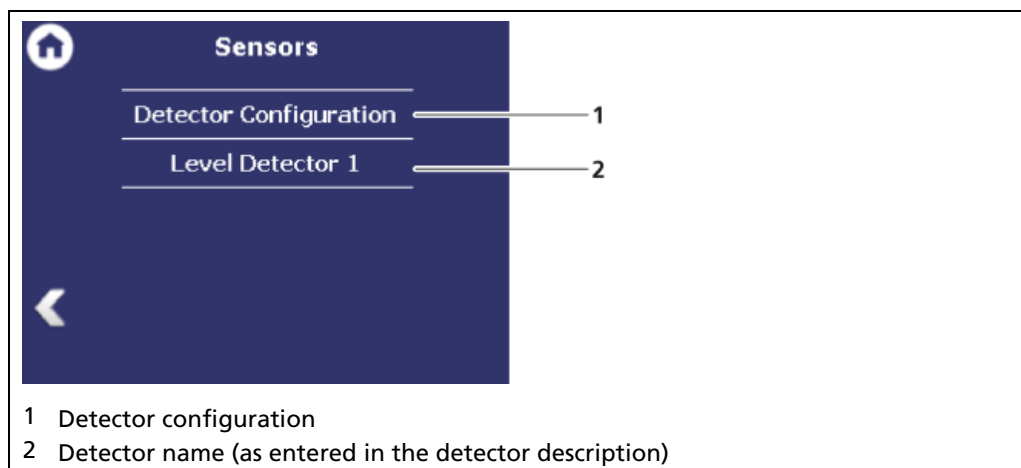 Sensors
Detector Configuration 1
Level Detector 1 2
1 Detector configuration
2 Detector name (as entered in the detector description)